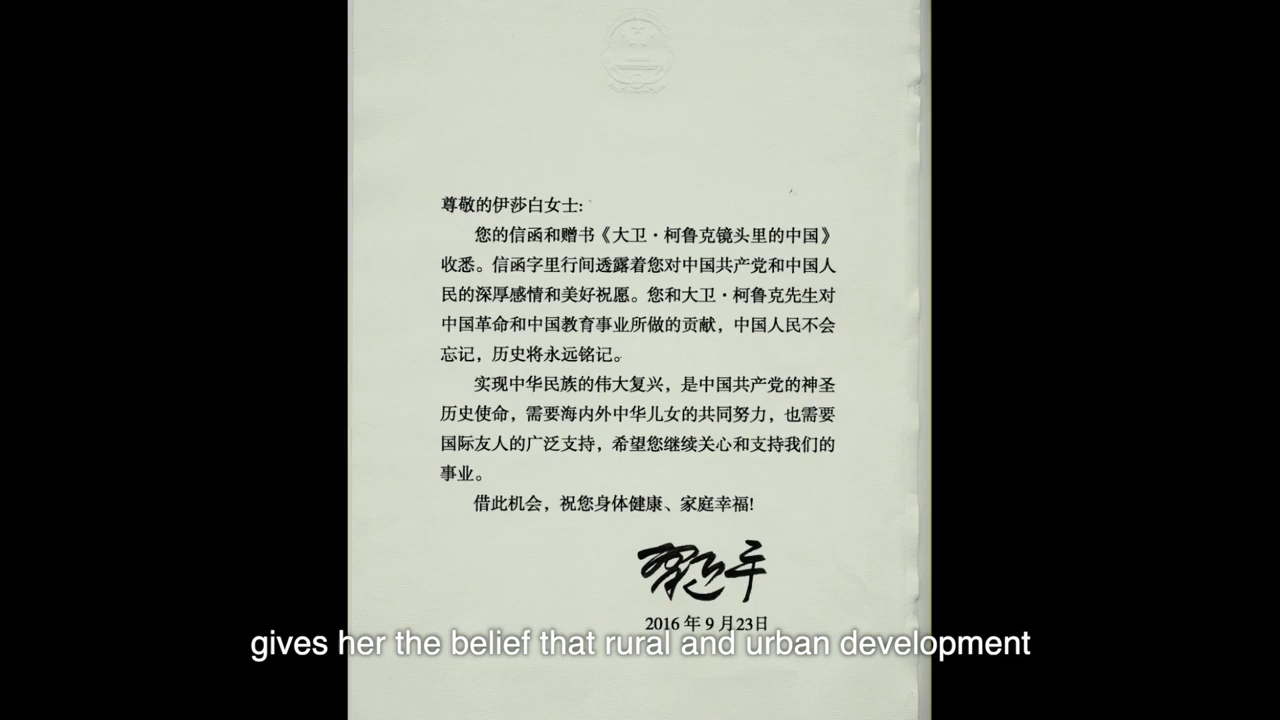 尊敬的伊莎白女士:
您的信函和赠书《大卫·柯鲁克镜头里的中国》
收悉。信函字里行间透露着您对中国共产党和中国人
民的深厚感情和美好祝愿。您和大卫·柯鲁克先生对
中国革命和中国教育事业所做的贡献，中国人民不会
忘记，历史将永远铭记。
实现中华民族的伟大复兴，是中国共产党的神圣
历史使命，需要海内外中华儿女的共同努力，也需要
国际友人的广泛支持，希望您继续关心和支持我们的
事业。
借此机会，祝您身体健康、家庭幸福!
习近平
2016 年 9 月23日
gives her the belief that rural and urban development